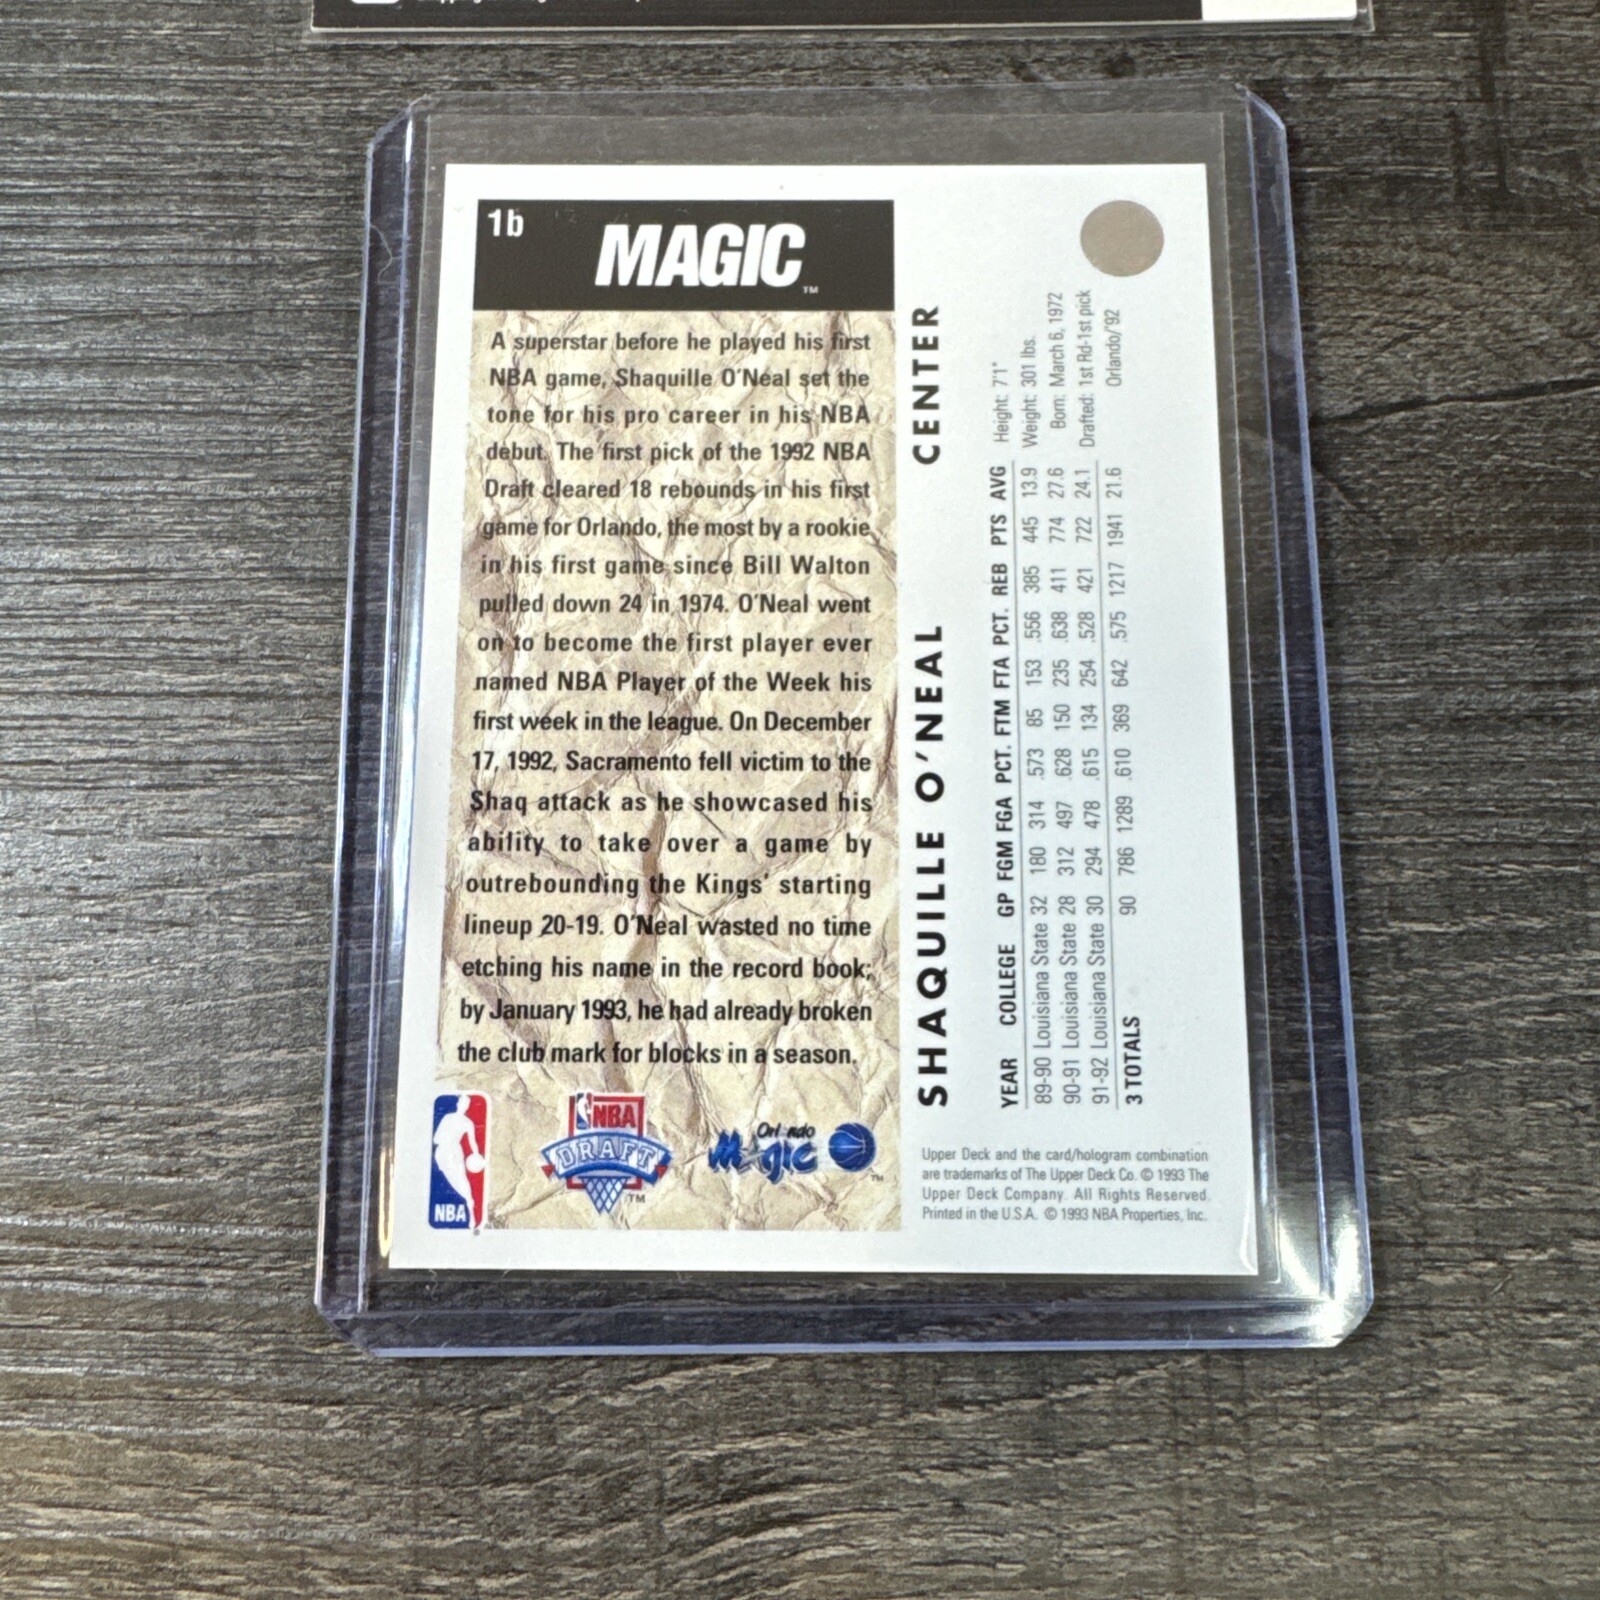 1b
MAGIC
TM
A superstar before he played his first
NBA game, Shaquille O'Neal set the
tone for his pro career in his NBA
debut. The first pick of the 1992 NBA
Draft cleared 18 rebounds in his first
game for Orlando, the most by a rookie
in his first game since Bill Walton
pulled down 24 in 1974. O'Neal went
on to become the first player ever
named NBA Player of the Week his
first week in the league. On December
17, 1992, Sacramento fell victim to the
Shaq attack as he showcased his
ability to take over a game by
outrebounding the Kings' starting
lineup 20-19. O'Neal wasted no time
etching his name in the record book;
by January 1993, he had already broken
the club mark for blocks in a season.
NBA
NBA
DRAFT
TM
Orlando
Magic
TM
SHAQUILLE O'NEAL CENTER
Height: 7'1"
Weight: 301 lbs.
Born: March 6, 1972
Drafted: 1st Rd-1st pick
Orlando/'92
YEAR COLLEGE GP FGM FGA PCT. FTM FTA PCT. REB PTS AVG
89-90 Louisiana State 32 180 314 .573 85 153 .556 385 445 13.9
90-91 Louisiana State 28 312 497 .628 150 235 .638 411 774 27.6
91-92 Louisiana State 30 294 478 .615 134 254 .528 421 722 24.1
3 TOTALS 90 786 1289 .610 369 642 .575 1217 1941 21.6
Upper Deck and the card/hologram combination
are trademarks of The Upper Deck Co. © 1993 The
Upper Deck Company. All Rights Reserved.
Printed in the U.S.A. © 1993 NBA Properties, Inc.